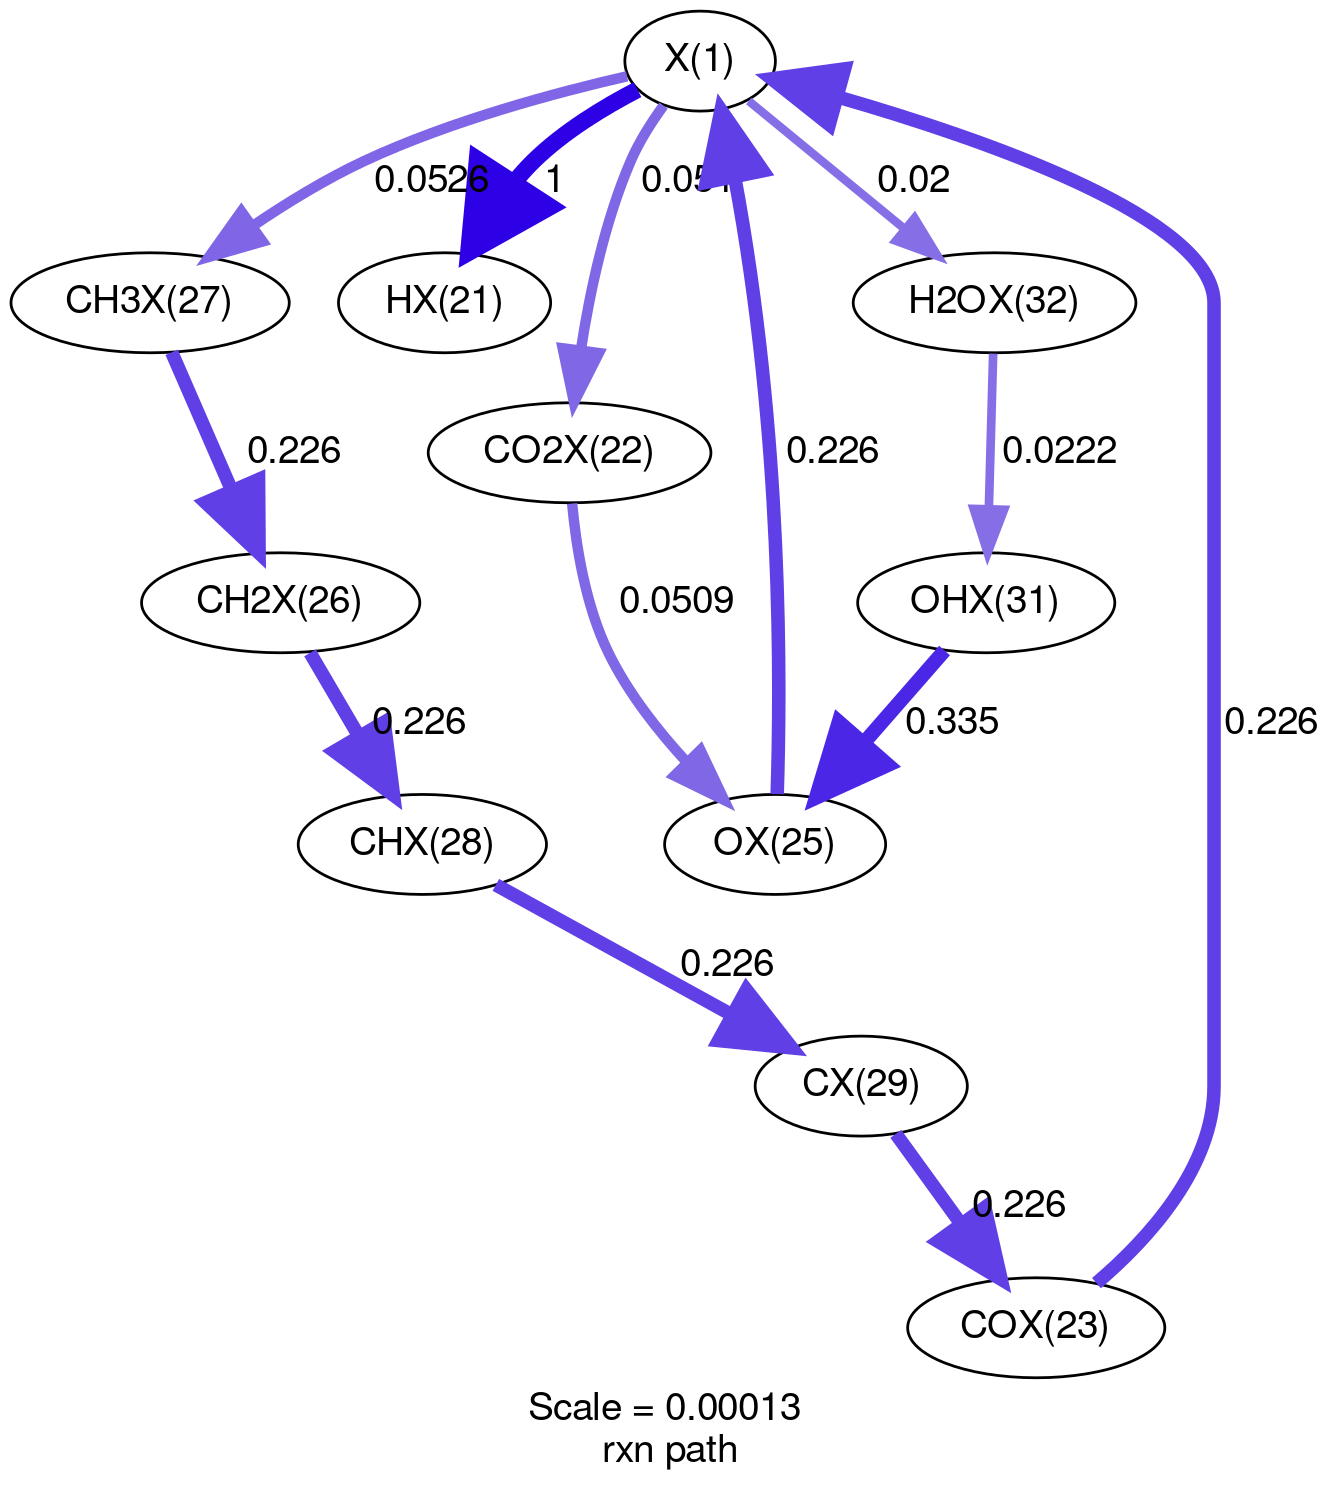 X(1)
0.0526
1
0.02
CH3X(27)
HX(21)
H2OX(32)
0.226
CO2X(22)
0.226
0.0222
CH2X(26)
0.0509
OHX(31)
0.226
0.335
0.226
CHX(28)
OX(25)
0.226
CX(29)
0.226
COX(23)
Scale = 0.00013
rxn path